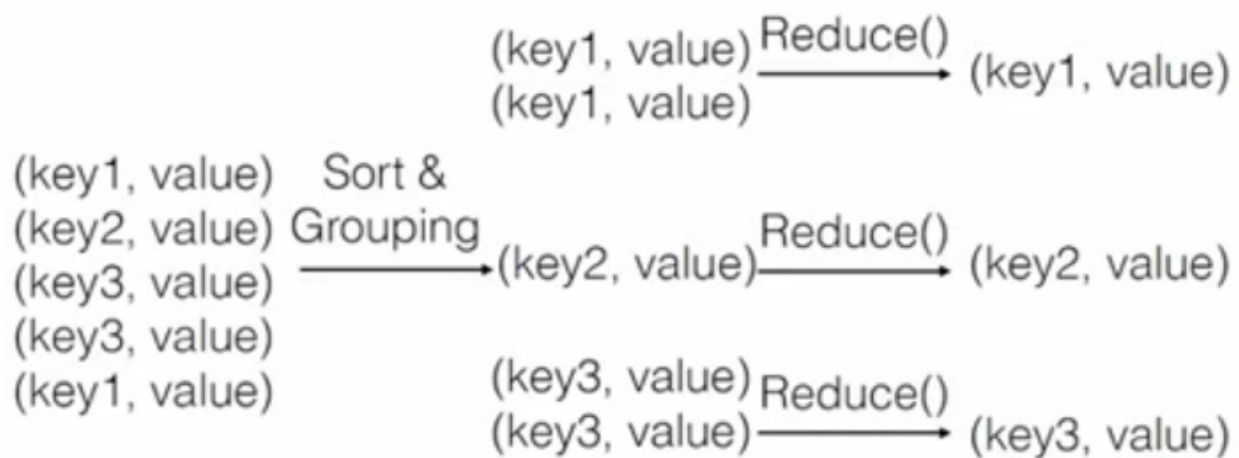 (key1, value)
(key2, value)
(key3, value)
(key3, value)
(key1, value)
Sort &
Grouping
(key1, value)
(key1, value)
Reduce()
(key1, value)
(key2, value)
Reduce()
(key2, value)
(key3, value)
(key3, value)
Reduce()
(key3, value)